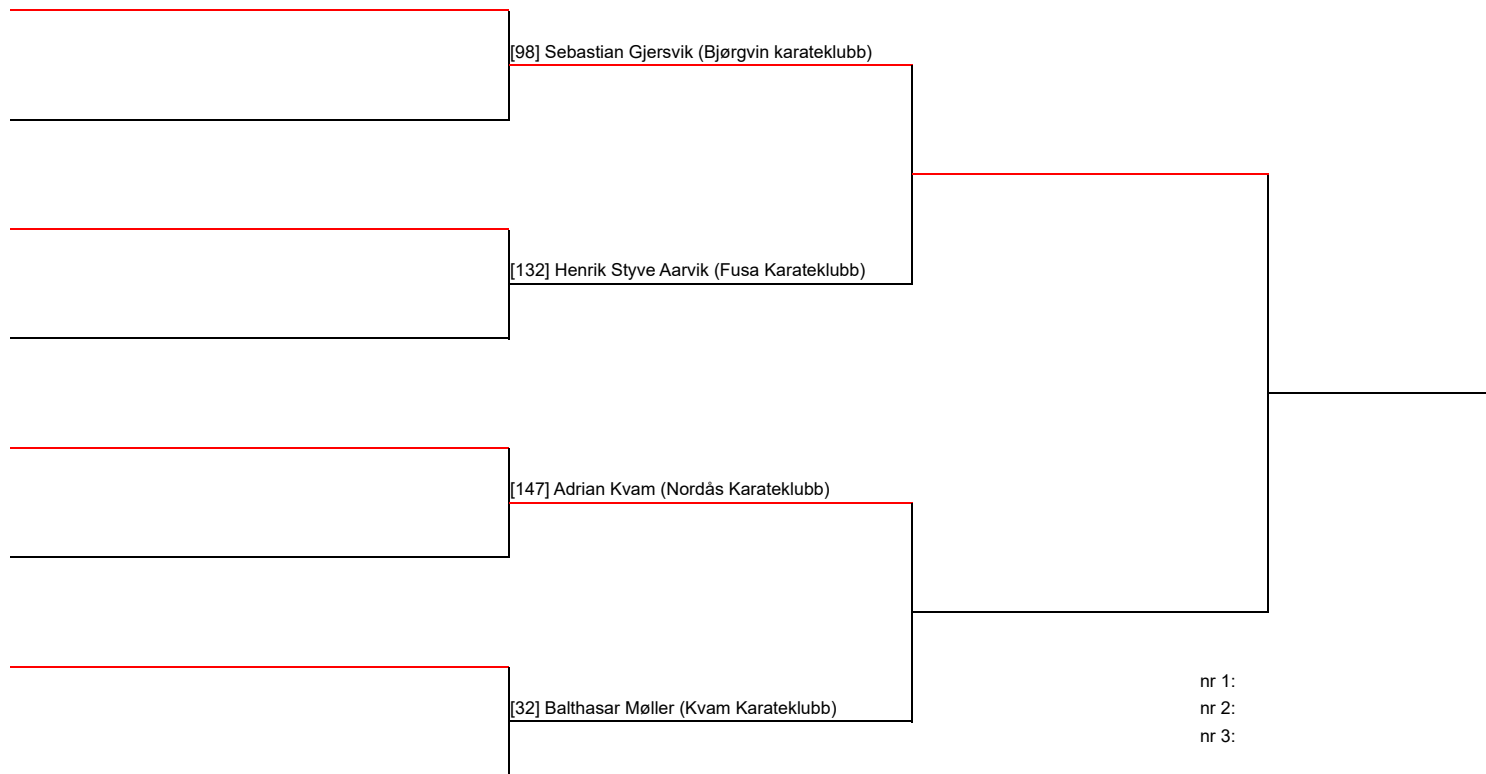 [98] Sebastian Gjersvik (Bjørgvin karateklubb)
[132] Henrik Styve Aarvik (Fusa Karateklubb)
[147] Adrian Kvam (Nordås Karateklubb)
[32] Balthasar Møller (Kvam Karateklubb)
nr 1:
nr 2:
nr 3: